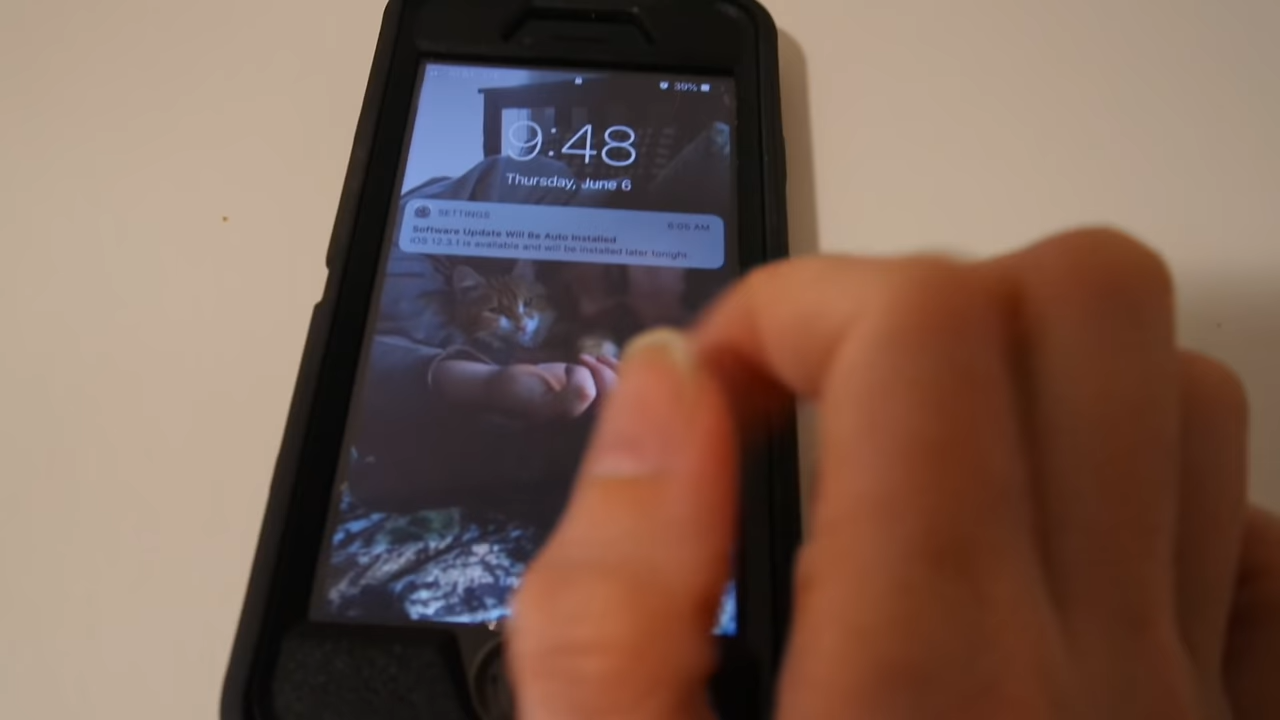 39%
9:48
Thursday, June 6
SETTINGS
6:05 AM
Software Update Will Be Auto Installed
iOS 12.3.1 is available and will be installed later tonight.